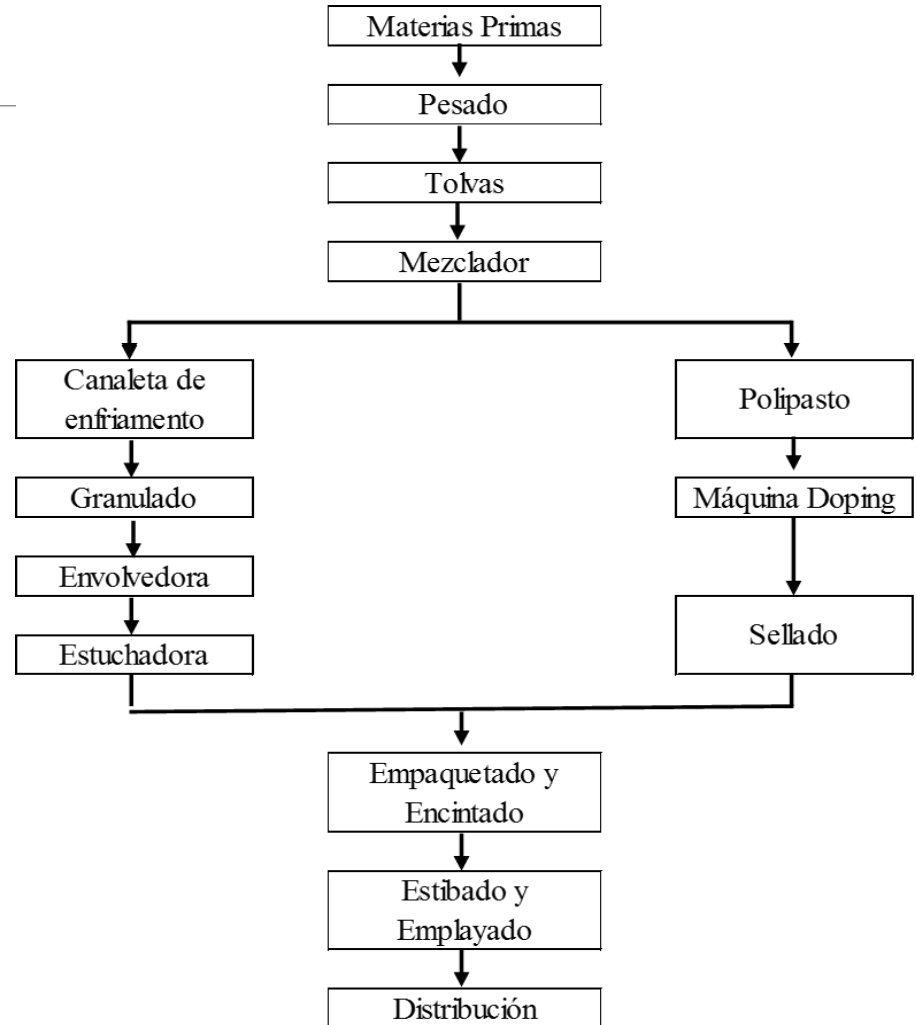 Materias Primas
Pesado
Tolvas
Mezclador
Canaleta de
enfriamento
Granulado
Envolvedora
Estuchadora
Polipasto
Máquina Doping
Sellado
Empaquetado y
Encintado
Estibado y
Emplayado
Distribución